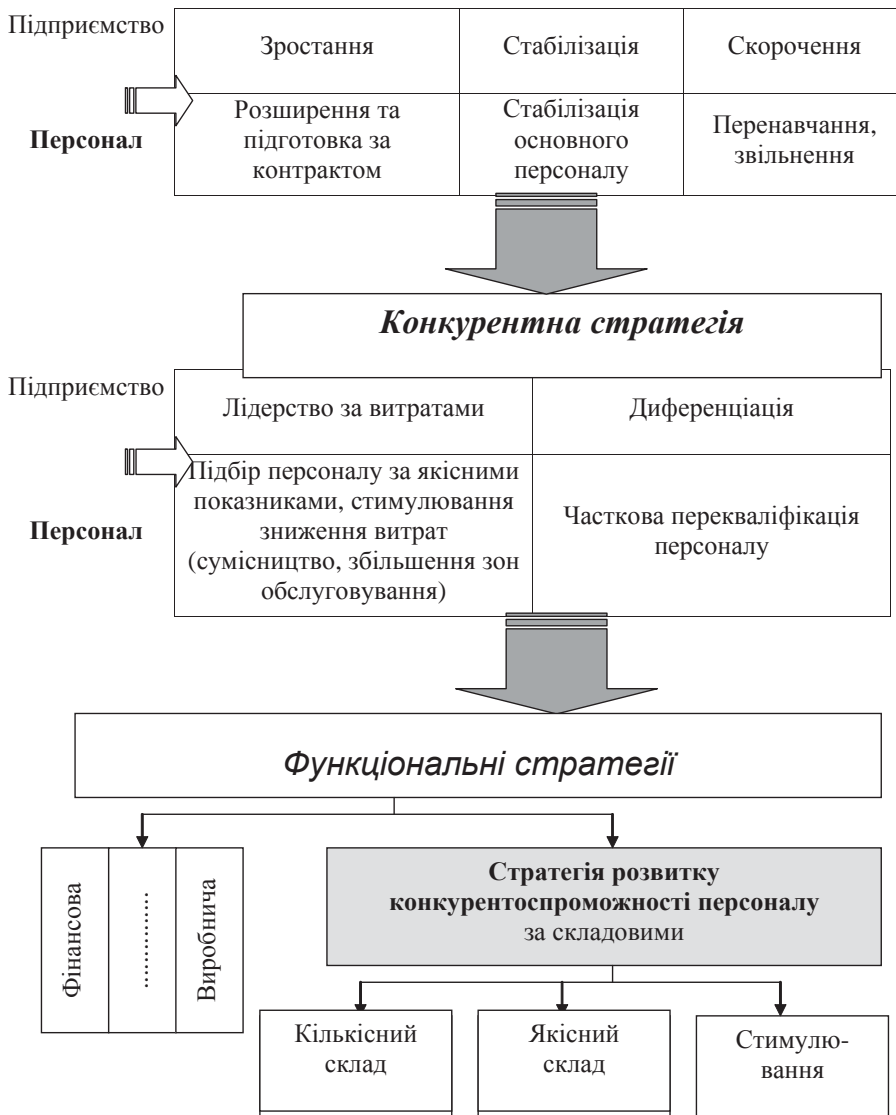 Підприємство
Зростання
Стабілізація
Скорочення
Персонал
Розширення та
підготовка за
контрактом
Стабілізація
основного
персоналу
Перенавчання,
звільнення
Конкурентна стратегія
Підприємство
Лідерство за витратами
Диференціація
Персонал
Підбір персоналу за якісними
показниками, стимулювання
зниження витрат
(сумісництво, збільшення зон
обслуговування)
Часткова перекваліфікація
персоналу
Функціональні стратегії
Фінансова
................
Виробнича
Стратегія розвитку
конкурентоспроможності персоналу
за складовими
Кількісний
склад
Якісний
склад
Стимулю-
вання